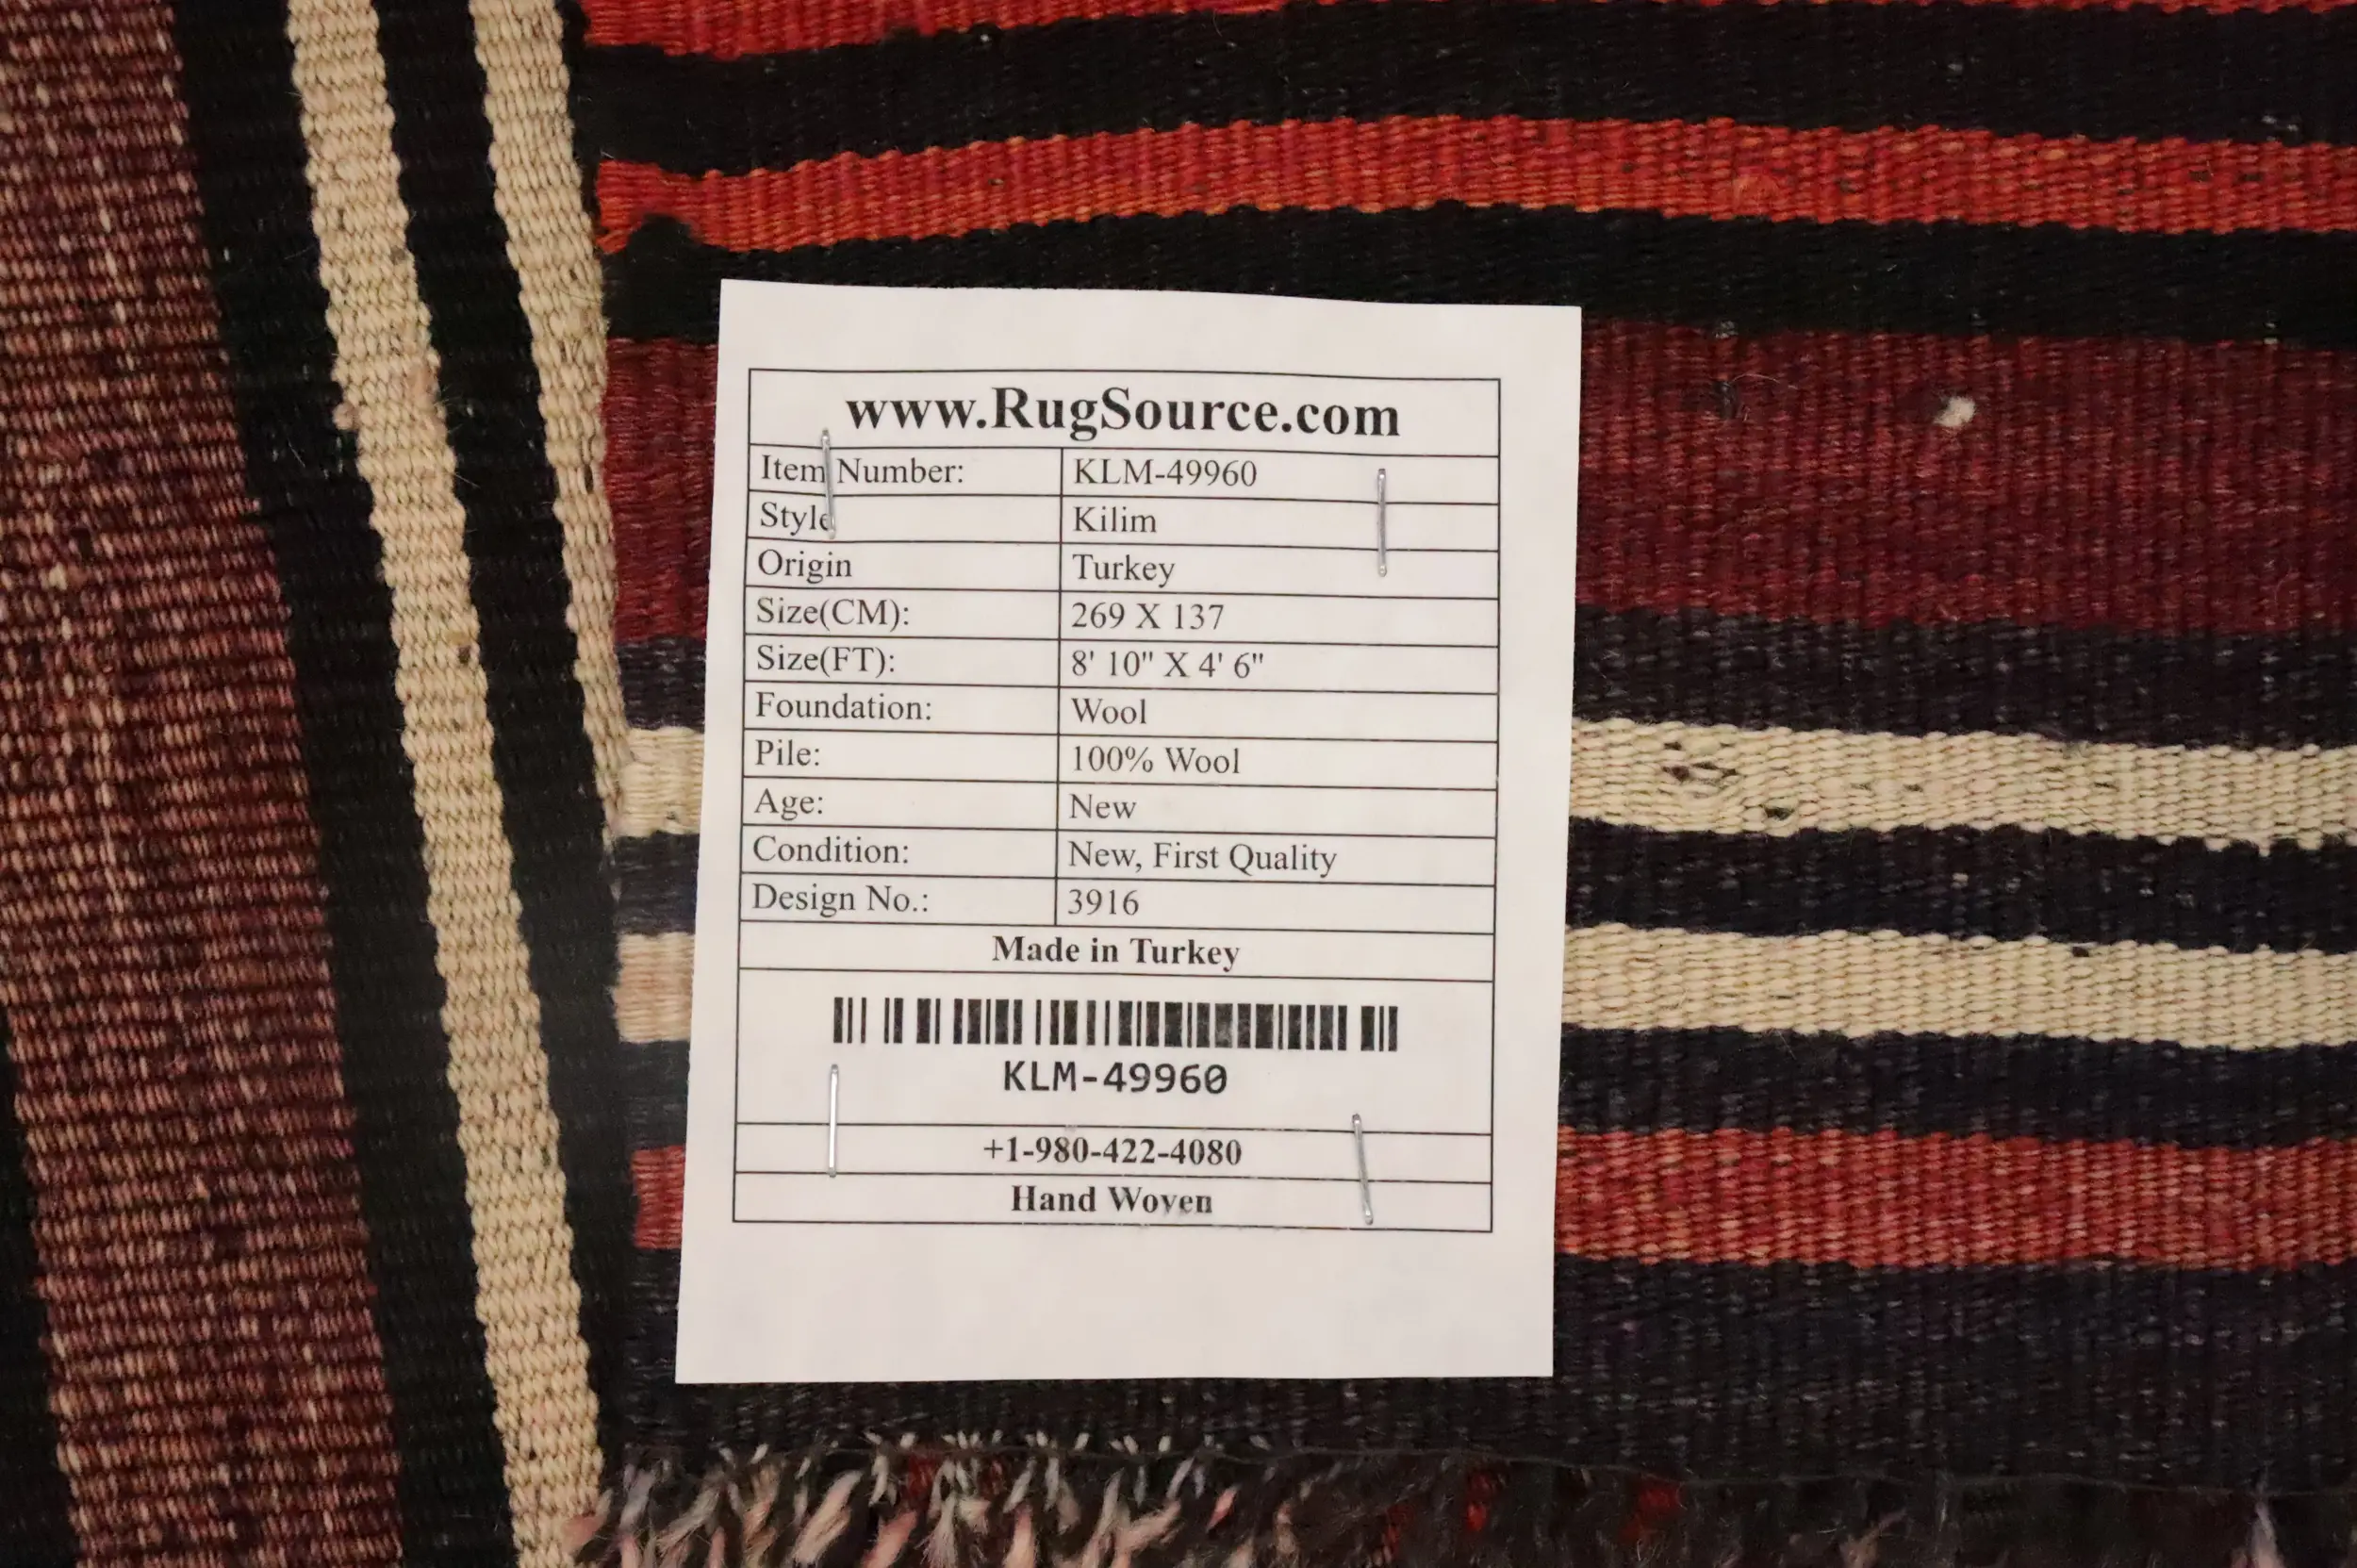 www.RugSource.com
Item Number: KLM-49960
Style Kilim
Origin Turkey
Size(CM): 269 X 137
Size(FT): 8' 10" X 4' 6"
Foundation: Wool
Pile: 100% Wool
Age: New
Condition: New, First Quality
Design No.: 3916
Made in Turkey
KLM-49960
+1-980-422-4080
Hand Woven